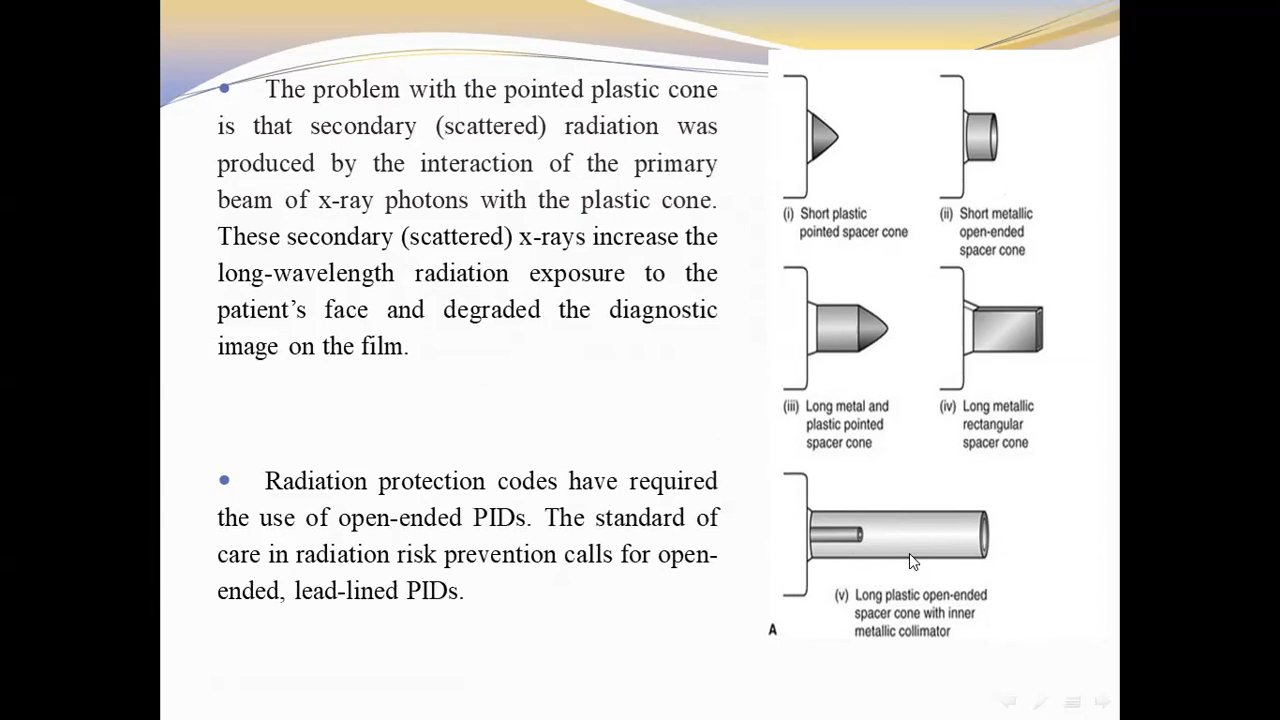 • The problem with the pointed plastic cone
is that secondary (scattered) radiation was
produced by the interaction of the primary
beam of x-ray photons with the plastic cone.
These secondary (scattered) x-rays increase the
long-wavelength radiation exposure to the
patient’s face and degraded the diagnostic
image on the film.
• Radiation protection codes have required
the use of open-ended PIDs. The standard of
care in radiation risk prevention calls for open-
ended, lead-lined PIDs.
(i) Short plastic
pointed spacer cone
(ii) Short metallic
open-ended
spacer cone
(iii) Long metal and
plastic pointed
spacer cone
(iv) Long metallic
rectangular
spacer cone
(v) Long plastic open-ended
spacer cone with inner
metallic collimator
A